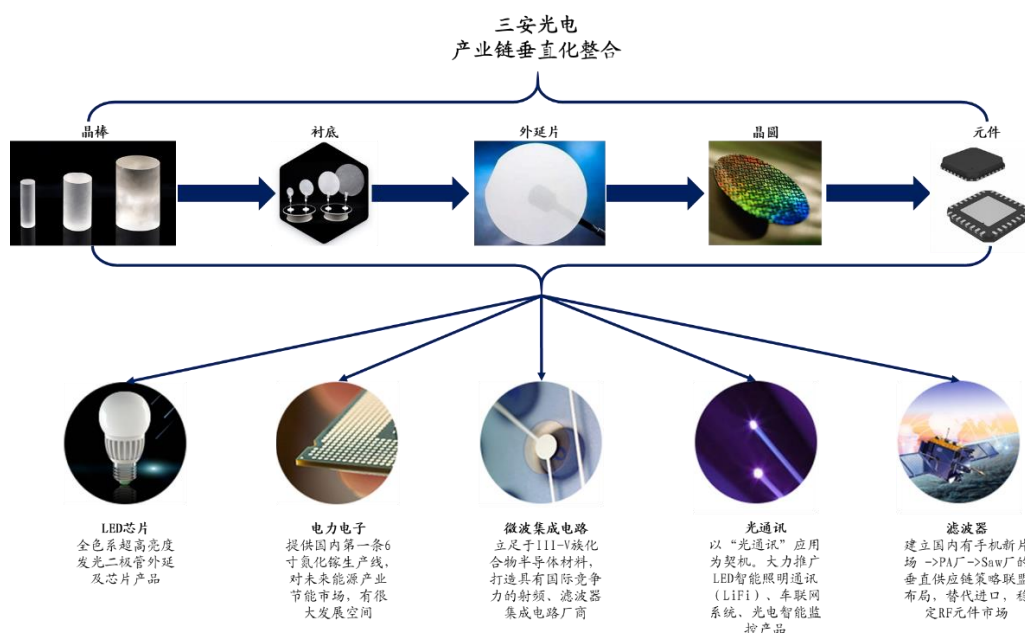 三安光电
产业链垂直化整合
晶棒
衬底
外延片
晶圆
元件
LED芯片
全色系超高亮度
发光二极管外延
及芯片产品
电力电子
提供国内第一条6
寸氮化镓生产线，
对未来能源产业
节能市场，有很
大发展空间
微波集成电路
立足于III-V族化
合物半导体材料，
打造具有国际竞争
力的射频、滤波器
集成电路厂商
光通讯
以“光通讯”应用
为契机。大力推广
LED智能照明通讯
（LiFi）、车联网
系统、光电智能监
控产品
滤波器
建立国内有手机新片
场 ->PA厂->Saw厂的
垂直供应链策略联盟
布局，替代进口，稳
定RF元件市场